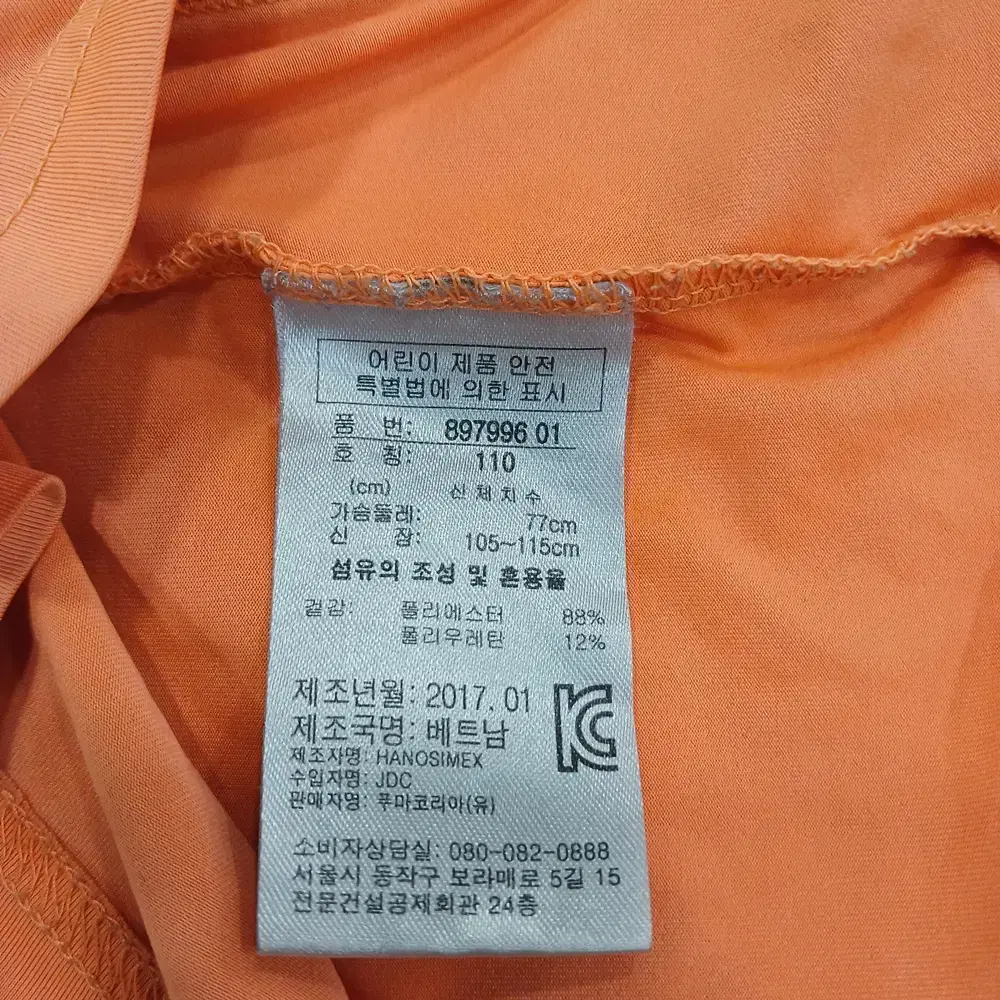 어린이 제품 안전
특별법에 의한 표시
품 번: 897996 01
호 칭: 110
(cm) 신체치수
가슴둘레: 77cm
신 장: 105~115cm
섬유의 조성 및 혼용율
겉감: 폴리에스터 88%
폴리우레탄 12%
제조년월: 2017.01
제조국명: 베트남
제조자명: HANOSIMEX
수입자명: JDC
판매자명: 푸마코리아(유)
소비자상담실: 080-082-0888
서울시 동작구 보라매로 5길 15
전문건설공제회관 24층
KC